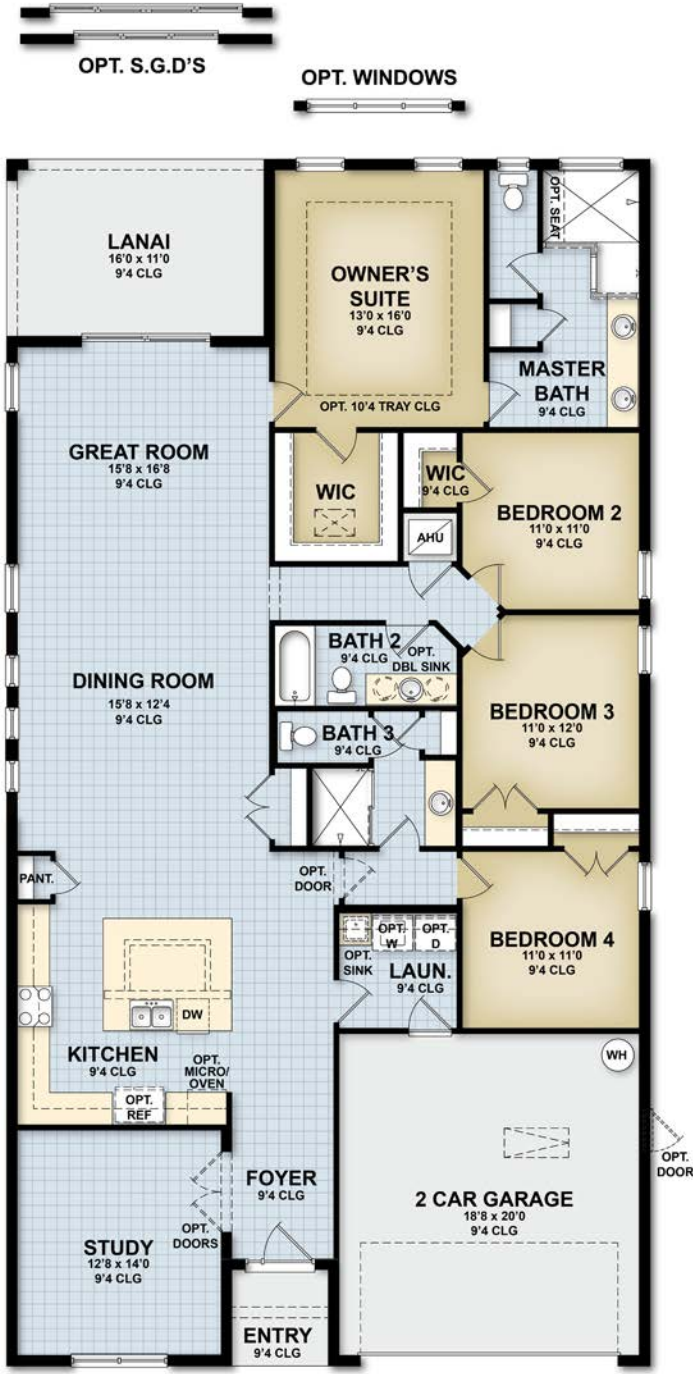 OPT. S.G.D'S
OPT. WINDOWS
LANAI
16'0 x 11'0
9'4 CLG
OWNER'S
SUITE
13'0 x 16'0
9'4 CLG
OPT. 10'4 TRAY CLG
OPT. SEAT
MASTER
BATH
9'4 CLG
GREAT ROOM
15'8 x 16'8
9'4 CLG
WIC
WIC
9'4 CLG
AHU
BEDROOM 2
11'0 x 11'0
9'4 CLG
BATH 2
9'4 CLG
OPT.
DBL SINK
DINING ROOM
15'8 x 12'4
9'4 CLG
BATH 3
9'4 CLG
BEDROOM 3
11'0 x 12'0
9'4 CLG
PANT.
OPT.
DOOR
OPT.
SINK
OPT.
W
OPT.
D
LAUN.
9'4 CLG
BEDROOM 4
11'0 x 11'0
9'4 CLG
DW
KITCHEN
9'4 CLG
OPT.
MICRO/
OVEN
OPT.
REF
WH
OPT.
DOOR
FOYER
9'4 CLG
OPT.
DOORS
STUDY
12'8 x 14'0
9'4 CLG
2 CAR GARAGE
18'8 x 20'0
9'4 CLG
ENTRY
9'4 CLG